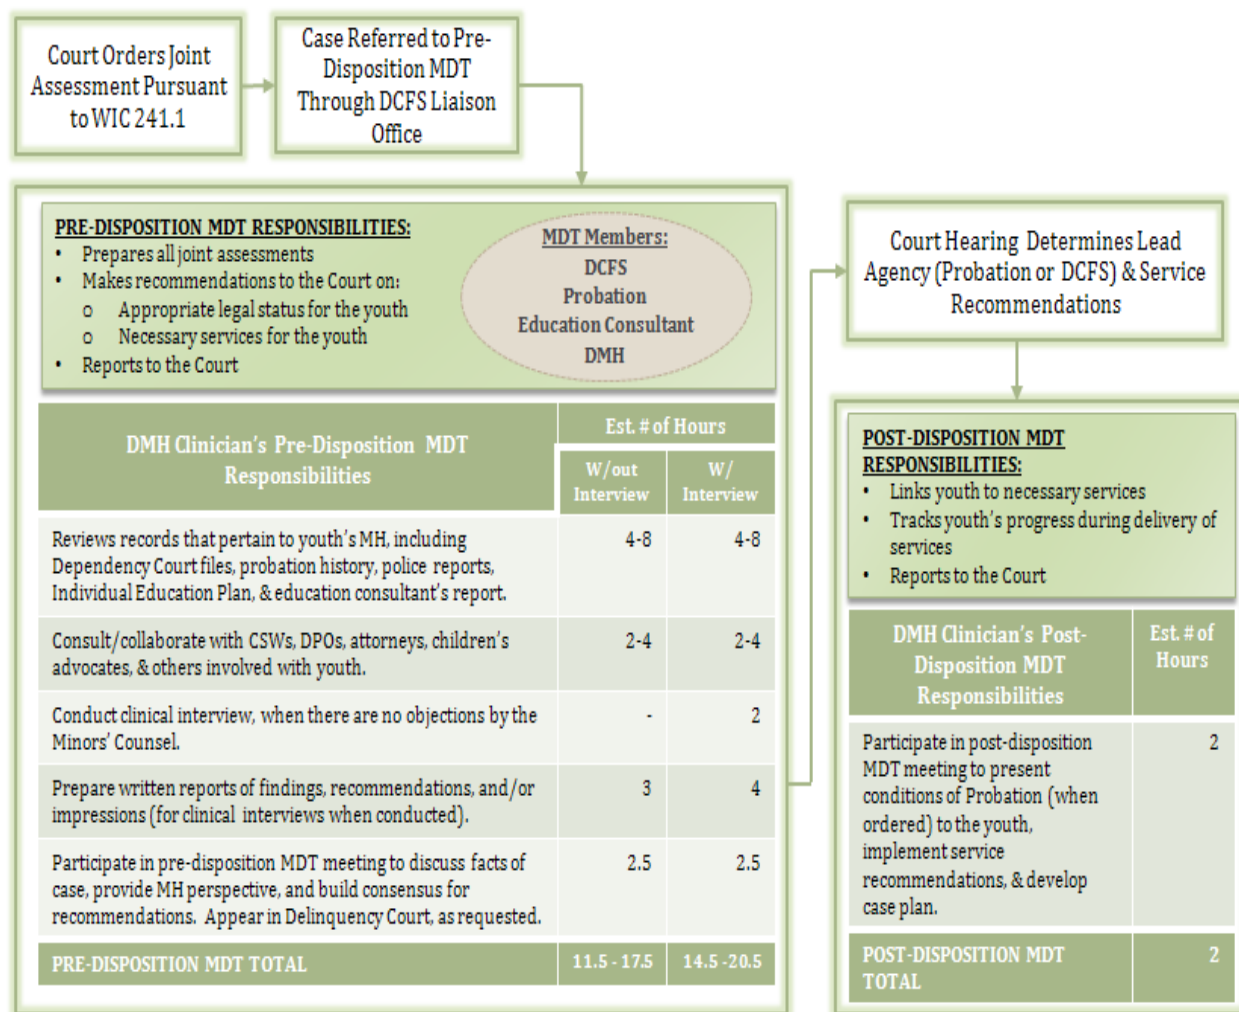 Court Orders Joint
Assessment Pursuant
to WIC 241.1
Case Referred to Pre-
Disposition MDT
Through DCFS Liaison
Office
PRE-DISPOSITION MDT RESPONSIBILITIES:
• Prepares all joint assessments
• Makes recommendations to the Court on:
o Appropriate legal status for the youth
o Necessary services for the youth
• Reports to the Court
MDT Members:
DCFS
Probation
Education Consultant
DMH
DMH Clinician's Pre-Disposition MDT
Responsibilities
Est. # of Hours
W/out
Interview
W/
Interview
Reviews records that pertain to youth's MH, including
Dependency Court files, probation history, police reports,
Individual Education Plan, & education consultant's report.
4-8
4-8
Consult/collaborate with CSWs, DPOs, attorneys, children's
advocates, & others involved with youth.
2-4
2-4
Conduct clinical interview, when there are no objections by the
Minors' Counsel.
-
2
Prepare written reports of findings, recommendations, and/or
impressions (for clinical interviews when conducted).
3
4
Participate in pre-disposition MDT meeting to discuss facts of
case, provide MH perspective, and build consensus for
recommendations. Appear in Delinquency Court, as requested.
2.5
2.5
PRE-DISPOSITION MDT TOTAL
11.5 - 17.5
14.5 -20.5
Court Hearing Determines Lead
Agency (Probation or DCFS) & Service
Recommendations
POST-DISPOSITION MDT
RESPONSIBILITIES:
• Links youth to necessary services
• Tracks youth's progress during delivery of
services
• Reports to the Court
DMH Clinician's Post-
Disposition MDT
Responsibilities
Est. # of
Hours
Participate in post-disposition
MDT meeting to present
conditions of Probation (when
ordered) to the youth,
implement service
recommendations, & develop
case plan.
2
POST-DISPOSITION MDT
TOTAL
2